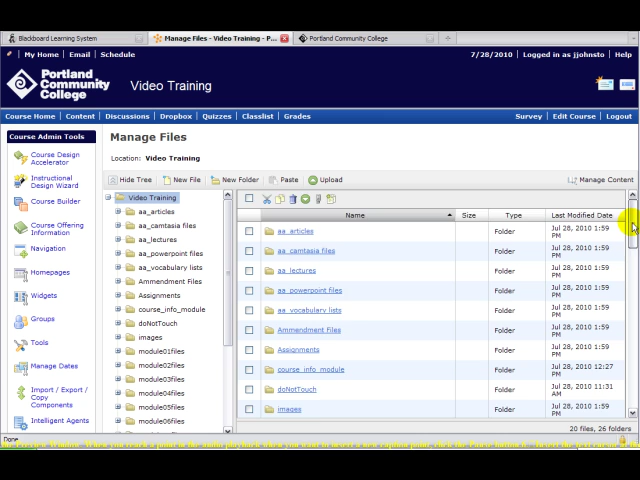 Blackboard Learning System
Manage Files - Video Training - P...
Portland Community College
My Home | Email | Schedule
7/28/2010 | Logged in as jjohnsto | Help
Portland
Community
College
Video Training
Course Home | Content | Discussions | Dropbox | Quizzes | Classlist | Grades
Survey | Edit Course | Logout
Course Admin Tools
Course Design
Accelerator
Instructional
Design Wizard
Course Builder
Course Offering
Information
Navigation
Homepages
Widgets
Groups
Tools
Manage Dates
Import / Export /
Copy
Components
Intelligent Agents
Manage Files
Location: Video Training
Hide Tree
New File
New Folder
Paste
Upload
Manage Content
Video Training
aa_articles
aa_camtasia files
aa_lectures
aa_powerpoint files
aa_vocabulary lists
Ammendment Files
Assignments
course_info_module
doNotTouch
images
module01files
module02files
module03files
module04files
module05files
module06files
Name Size Type Last Modified Date
aa_articles Folder Jul 28, 2010 1:59 PM
aa_camtasia files Folder Jul 28, 2010 1:59 PM
aa_lectures Folder Jul 28, 2010 1:59 PM
aa_powerpoint files Folder Jul 28, 2010 1:59 PM
aa_vocabulary lists Folder Jul 28, 2010 1:59 PM
Ammendment Files Folder Jul 28, 2010 1:59 PM
Assignments Folder Jul 28, 2010 1:59 PM
course_info_module Folder Jul 28, 2010 12:27 PM
doNotTouch Folder Jul 28, 2010 11:31 AM
images Folder Jul 28, 2010 1:59 PM
20 files, 26 folders
Done